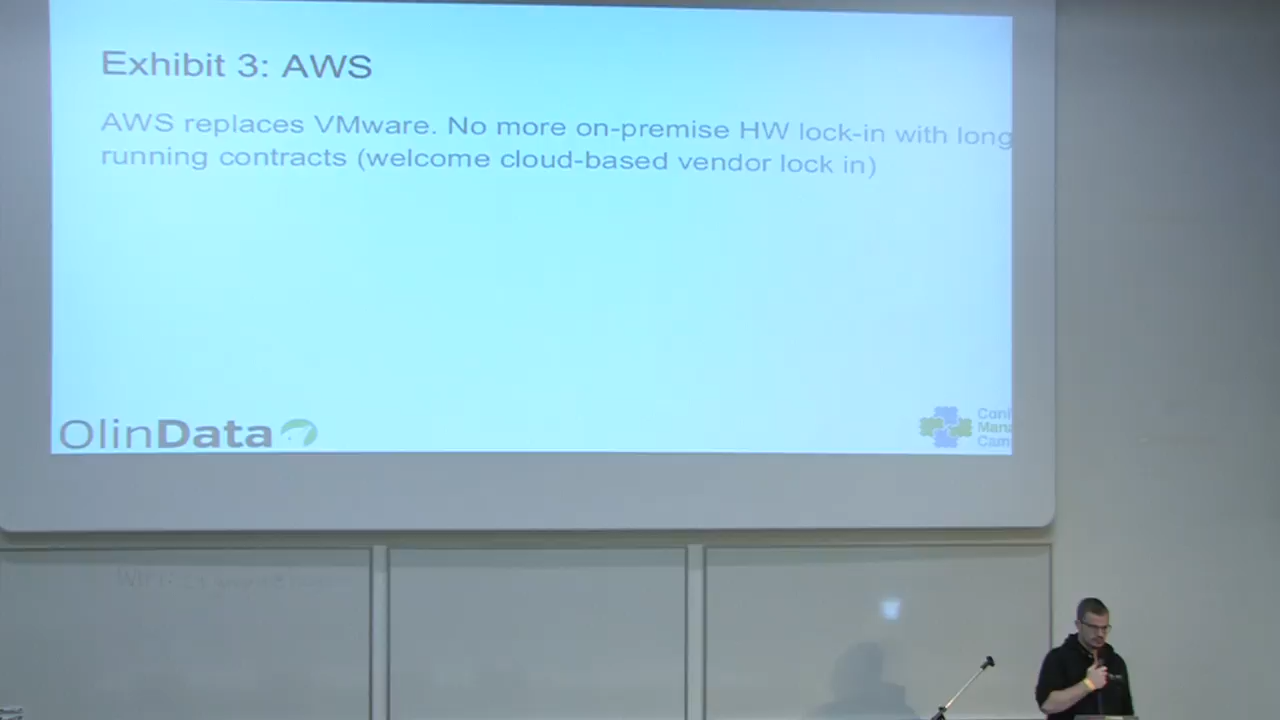 Exhibit 3: AWS
AWS replaces VMware. No more on-premise HW lock-in with long
running contracts (welcome cloud-based vendor lock in)
OlinData